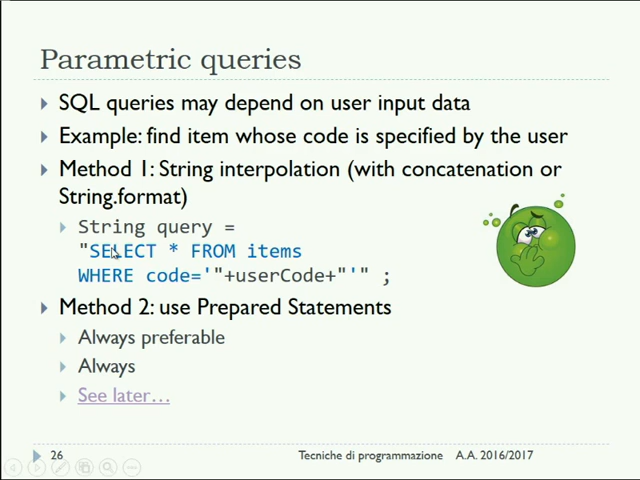 Parametric queries
SQL queries may depend on user input data
Example: find item whose code is specified by the user
Method 1: String interpolation (with concatenation or
String.format)
String query =
"SELECT * FROM items
WHERE code='"+userCode+"'" ;
Method 2: use Prepared Statements
Always preferable
Always
See later…
26
Tecniche di programmazione A.A. 2016/2017